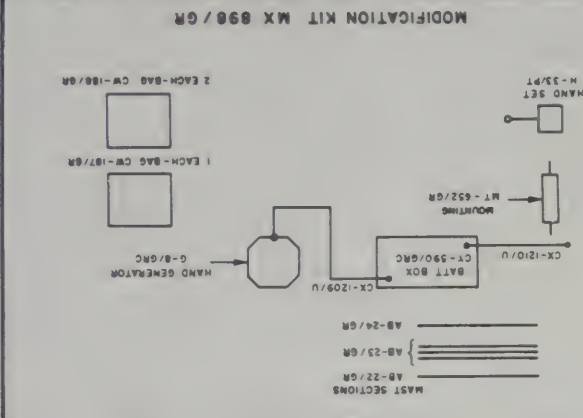 MAST SECTIONS
AB-22/GR
AB-23/GR
AB-24/GR
CX-1210/U
BATT BOX
CY-590/GRC
CX-1209/U
HAND GENERATOR
G-8/GRC
MOUNTING
MT-652/GR
1 EACH-BAG CW-187/GR
HAND SET
H-33/PT
2 EACH-BAG CW-186/GR
MODIFICATION KIT MX 898/GR